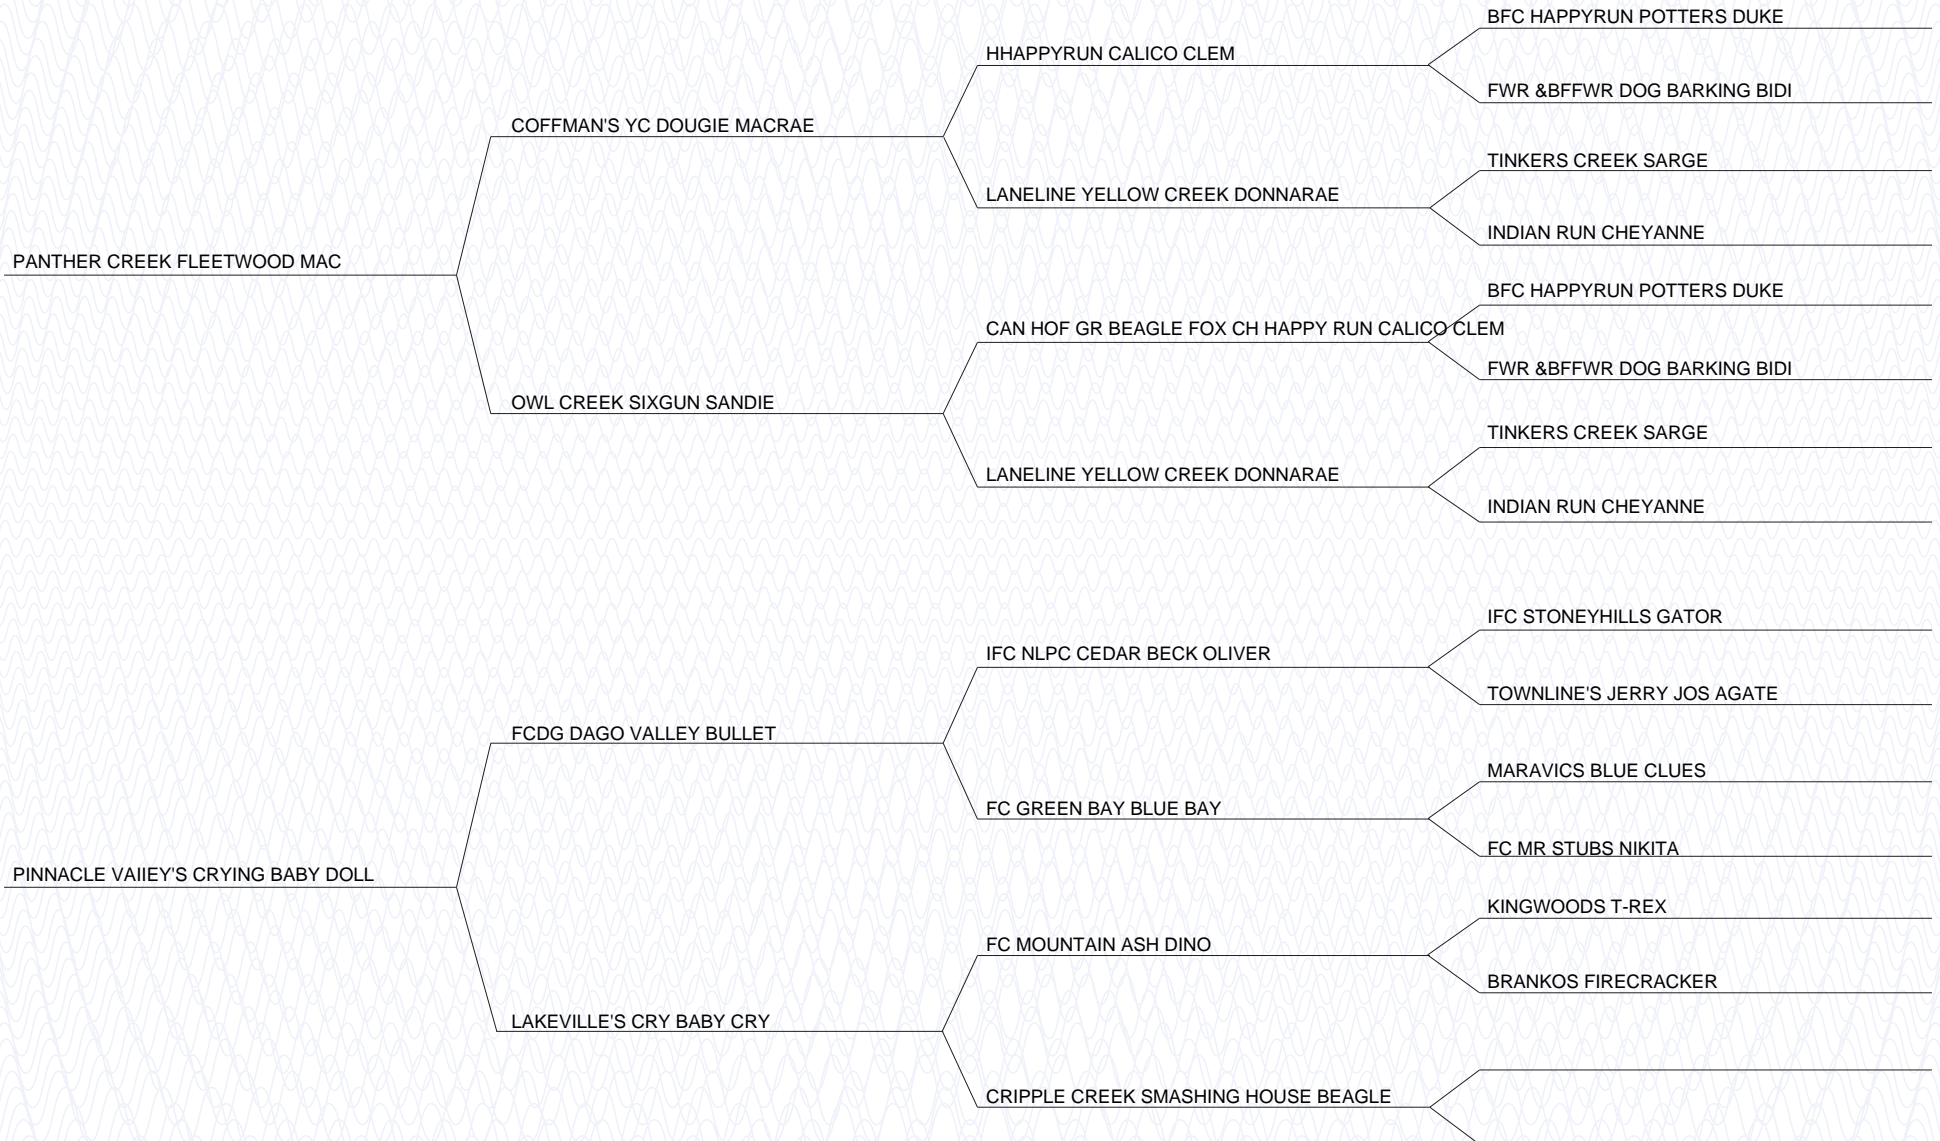 BFC HAPPYRUN POTTERS DUKE
HHAPPYRUN CALICO CLEM
FWR &BFFWR DOG BARKING BIDI
COFFMAN'S YC DOUGIE MACRAE
TINKERS CREEK SARGE
LANELINE YELLOW CREEK DONNARAE
INDIAN RUN CHEYANNE
PANTHER CREEK FLEETWOOD MAC
BFC HAPPYRUN POTTERS DUKE
CAN HOF GR BEAGLE FOX CH HAPPY RUN CALICO CLEM
FWR &BFFWR DOG BARKING BIDI
OWL CREEK SIXGUN SANDIE
TINKERS CREEK SARGE
LANELINE YELLOW CREEK DONNARAE
INDIAN RUN CHEYANNE
IFC STONEYHILLS GATOR
IFC NLPC CEDAR BECK OLIVER
TOWNLINE'S JERRY JOS AGATE
FCDG DAGO VALLEY BULLET
MARAVICS BLUE CLUES
FC GREEN BAY BLUE BAY
FC MR STUBS NIKITA
PINNACLE VAIIEY'S CRYING BABY DOLL
KINGWOODS T-REX
FC MOUNTAIN ASH DINO
BRANKOS FIRECRACKER
LAKEVILLE'S CRY BABY CRY
CRIPPLE CREEK SMASHING HOUSE BEAGLE